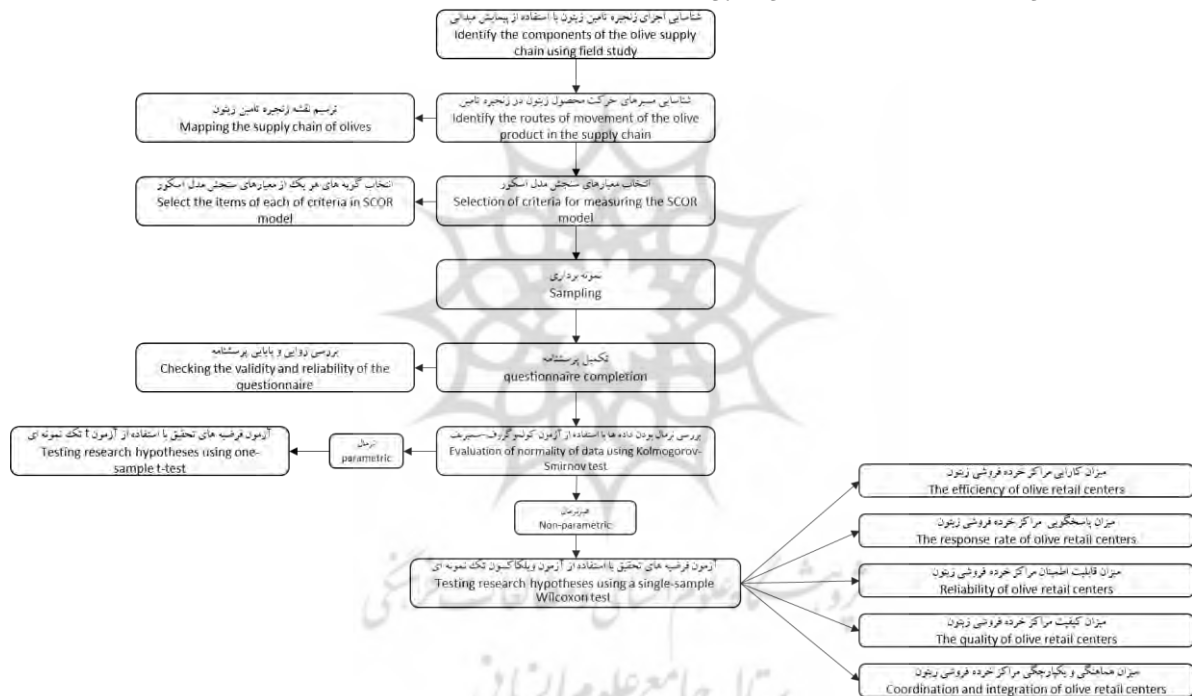 شناسایی اجزای زنجیره تامین زیتون با استفاده از پیمایش میدانی
Identify the components of the olive supply
chain using field study
ترسیم نقشه زنجیره تامین زیتون
Mapping the supply chain of olives
شناسایی مسیرهای حرکت محصول زیتون در زنجیره تامین
Identify the routes of movement of the olive
product in the supply chain
انتخاب گویه های هر یک از معیارهای سنجش مدل اسکور
Select the items of each of criteria in SCOR
model
انتخاب معیارهای سنجش مدل اسکور
Selection of criteria for measuring the SCOR
model
نمونه برداری
Sampling
بررسی روایی و پایایی پرسشنامه
Checking the validity and reliability of the
questionnaire
تکمیل پرسشنامه
questionnaire completion
آزمون فرضیه های تحقیق با استفاده از آزمون t تک نمونه ای
Testing research hypotheses using one-
sample t-test
نرمال
parametric
بررسی نرمال بودن داده ها با استفاده از آزمون کولموگروف-اسمیرنف
Evaluation of normality of data using Kolmogorov-
Smirnov test
غیرنرمال
Non-parametric
آزمون فرضیه های تحقیق با استفاده از آزمون ویلکاکسون تک نمونه ای
Testing research hypotheses using a single-sample
Wilcoxon test
میزان کارایی مراکز خرده فروشی زیتون
The efficiency of olive retail centers
میزان پاسخگویی مراکز خرده فروشی زیتون
The response rate of olive retail centers
میزان قابلیت اطمینان مراکز خرده فروشی زیتون
Reliability of olive retail centers
میزان کیفیت مراکز خرده فروشی زیتون
The quality of olive retail centers
میزان هماهنگی و یکپارچگی مراکز خرده فروشی زیتون
Coordination and integration of olive retail centers